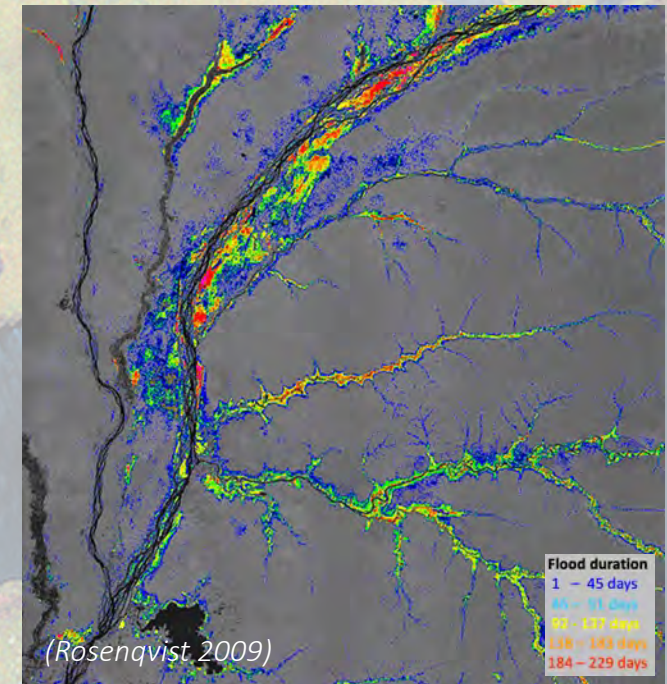 Flood duration
1 – 45 days
46 – 91 days
92 – 137 days
138 – 183 days
184 – 229 days
(Rosenqvist 2009)